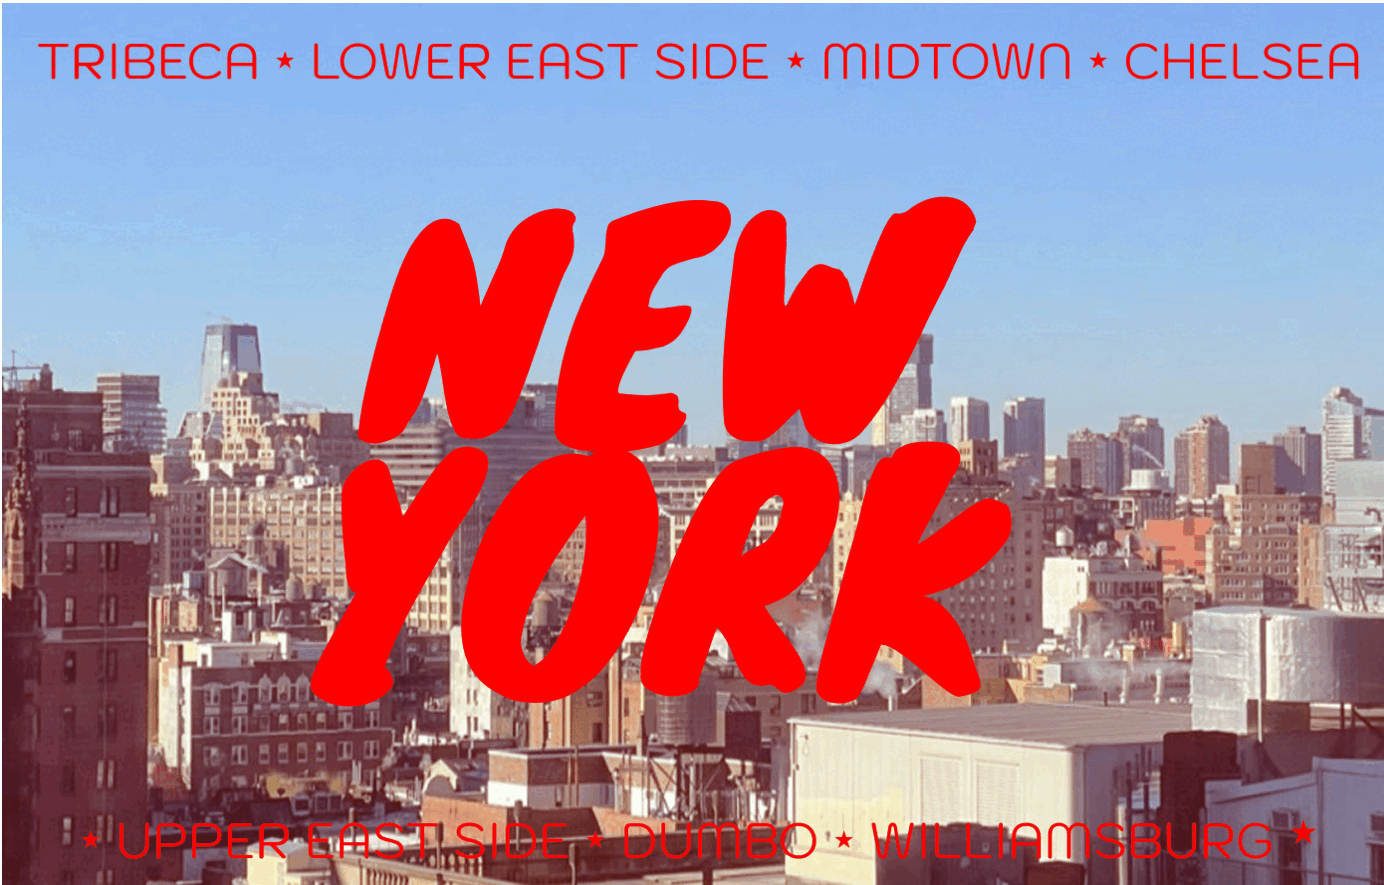 TRIBECA ★ LOWER EAST SIDE ★ MIDTOWN ★ CHELSEA
NEW
YORK
★ UPPER EAST SIDE ★ DUMBO ★ WILLIAMSBURG ★